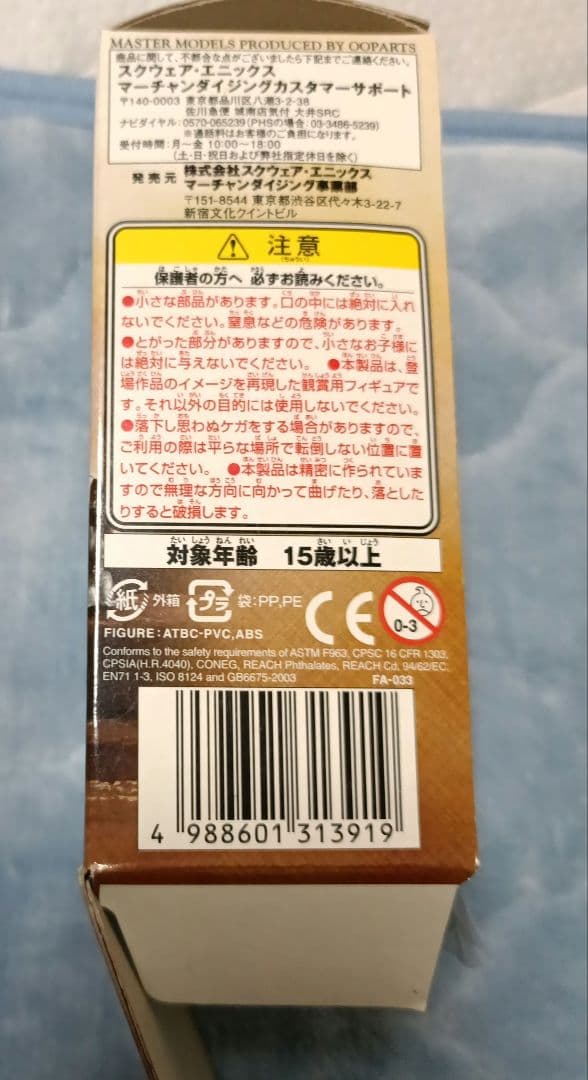 MASTER MODELS PRODUCED BY OOPARTS
商品に関して、不都合な点がございましたら下記までご連絡ください。
スクウェア・エニックス
マーチャンダイジングカスタマーサポート
〒140-0003 東京都品川区八潮3-2-38
佐川急便 城南店気付 大井SRC
ナビダイヤル:0570-065239(PHSの場合:03-3486-5239)
※通話料はお客様のご負担になります。
受付時間:月~金 10:00~18:00
(土・日・祝日および弊社指定休日を除く)
発売元 株式会社スクウェア・エニックス
マーチャンダイジング事業部
〒151-8544 東京都渋谷区代々木3-22-7
新宿文化クイントビル
注意
保護者の方へ 必ずお読みください。
●小さな部品があります。口の中には絶対に入れ
ないでください。窒息などの危険があります。
●とがった部分がありますので、小さなお子様に
は絶対に与えないでください。 ●本製品は、登
場作品のイメージを再現した観賞用フィギュアで
す。それ以外の目的には使用しないでください。
●落下し思わぬケガをする場合がありますので、
ご利用の際は平らな場所で転倒しない位置に置
いてください。 ●本製品は精密に作られていま
すので無理な方向に向かって曲げたり、落とした
りすると破損します。
対象年齢 15歳以上
紙 外箱 プラ 袋:PP,PE CE 0-3
FIGURE:ATBC-PVC,ABS
Conforms to the safety requirements of ASTM F963, CPSC 16 CFR 1303,
CPSIA(H.R.4040), CONEG, REACH Phthalates, REACH Cd, 94/62/EC,
EN71 1-3, ISO 8124 and GB6675-2003 FA-033
4 988601 313919